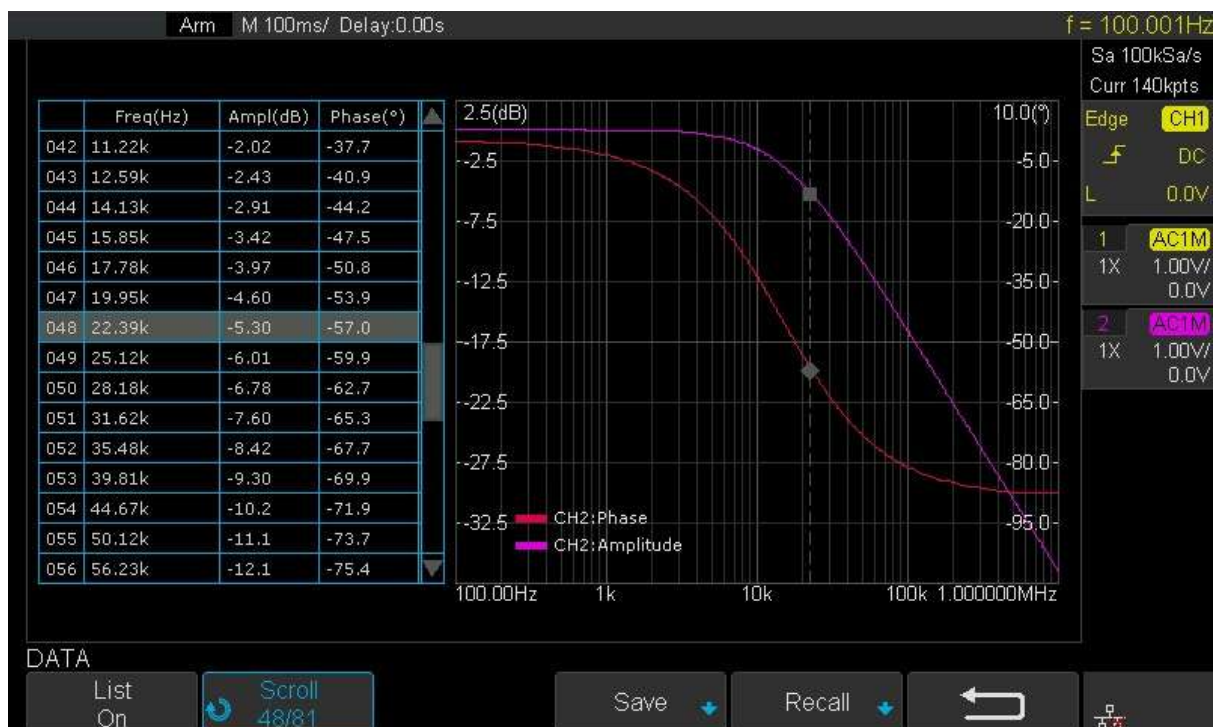 Arm M 100ms/ Delay:0.00s f = 100.001Hz
Sa 100kSa/s
Curr 140kpts
Edge CH1
DC
L 0.0V
1 AC1M
1X 1.00V/
0.0V
2 AC1M
1X 1.00V/
0.0V
Freq(Hz) Ampl(dB) Phase(°)
042 11.22k -2.02 -37.7
043 12.59k -2.43 -40.9
044 14.13k -2.91 -44.2
045 15.85k -3.42 -47.5
046 17.78k -3.97 -50.8
047 19.95k -4.60 -53.9
048 22.39k -5.30 -57.0
049 25.12k -6.01 -59.9
050 28.18k -6.78 -62.7
051 31.62k -7.60 -65.3
052 35.48k -8.42 -67.7
053 39.81k -9.30 -69.9
054 44.67k -10.2 -71.9
055 50.12k -11.1 -73.7
056 56.23k -12.1 -75.4
2.5(dB) 10.0(°)
-2.5 -5.0
-7.5 -20.0
-12.5 -35.0
-17.5 -50.0
-22.5 -65.0
-27.5 -80.0
-32.5 -95.0
CH2:Phase
CH2:Amplitude
100.00Hz 1k 10k 100k 1.000000MHz
DATA
List On
Scroll 48/81
Save
Recall